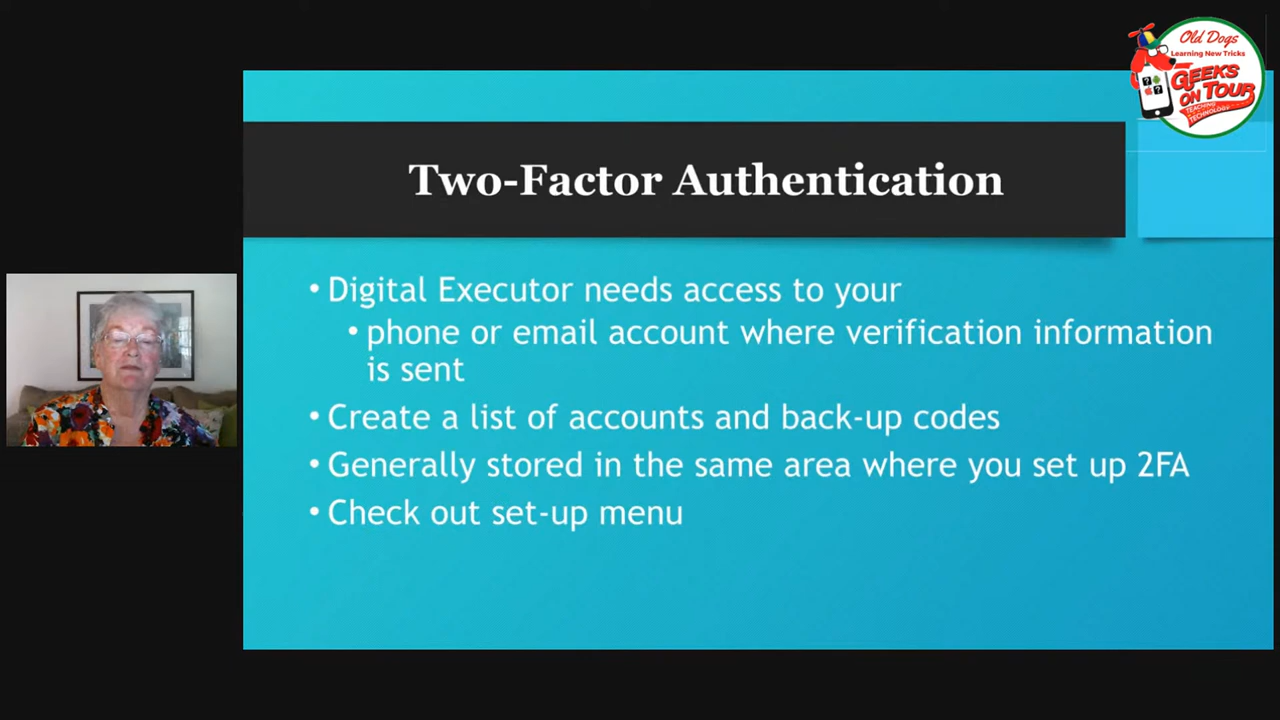 Old Dogs
Learning New Tricks
GEEKS
ON TOUR
TEACHING
TECHNOLOGY
Two-Factor Authentication
• Digital Executor needs access to your
• phone or email account where verification information
is sent
• Create a list of accounts and back-up codes
• Generally stored in the same area where you set up 2FA
• Check out set-up menu